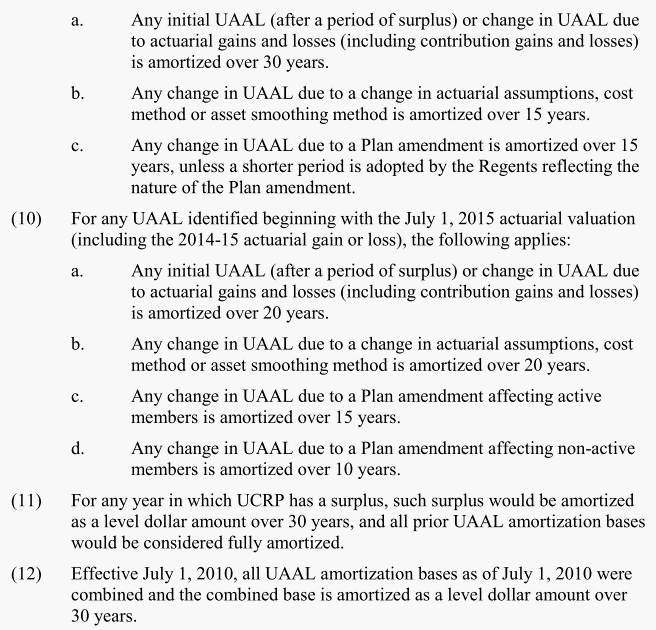 a. Any initial UAAL (after a period of surplus) or change in UAAL due
to actuarial gains and losses (including contribution gains and losses)
is amortized over 30 years.
b. Any change in UAAL due to a change in actuarial assumptions, cost
method or asset smoothing method is amortized over 15 years.
c. Any change in UAAL due to a Plan amendment is amortized over 15
years, unless a shorter period is adopted by the Regents reflecting the
nature of the Plan amendment.
(10) For any UAAL identified beginning with the July 1, 2015 actuarial valuation
(including the 2014-15 actuarial gain or loss), the following applies:
a. Any initial UAAL (after a period of surplus) or change in UAAL due
to actuarial gains and losses (including contribution gains and losses)
is amortized over 20 years.
b. Any change in UAAL due to a change in actuarial assumptions, cost
method or asset smoothing method is amortized over 20 years.
c. Any change in UAAL due to a Plan amendment affecting active
members is amortized over 15 years.
d. Any change in UAAL due to a Plan amendment affecting non-active
members is amortized over 10 years.
(11) For any year in which UCRP has a surplus, such surplus would be amortized
as a level dollar amount over 30 years, and all prior UAAL amortization bases
would be considered fully amortized.
(12) Effective July 1, 2010, all UAAL amortization bases as of July 1, 2010 were
combined and the combined base is amortized as a level dollar amount over
30 years.